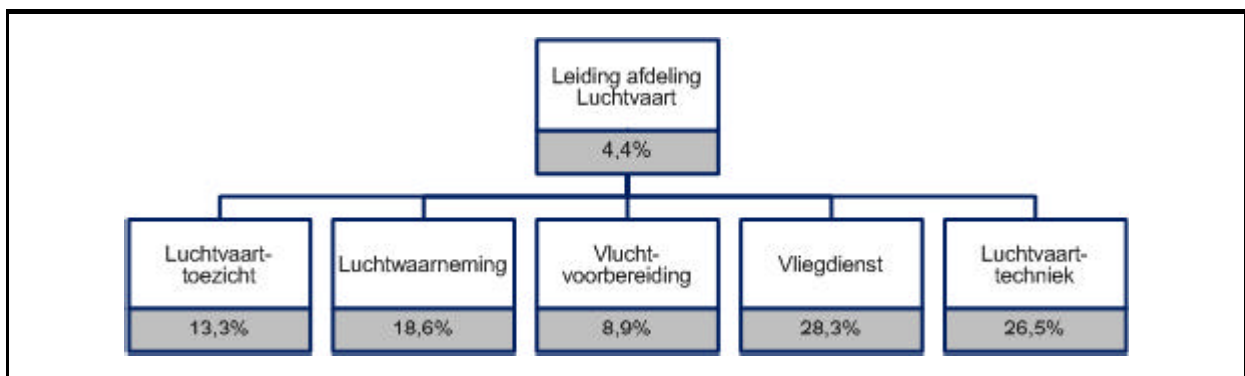 Leiding afdeling
Luchtvaart
4,4%
Luchtvaart-
toezicht
13,3%
Luchtwaarneming
18,6%
Vlucht-
voorbereiding
8,9%
Vliegdienst
28,3%
Luchtvaart-
techniek
26,5%